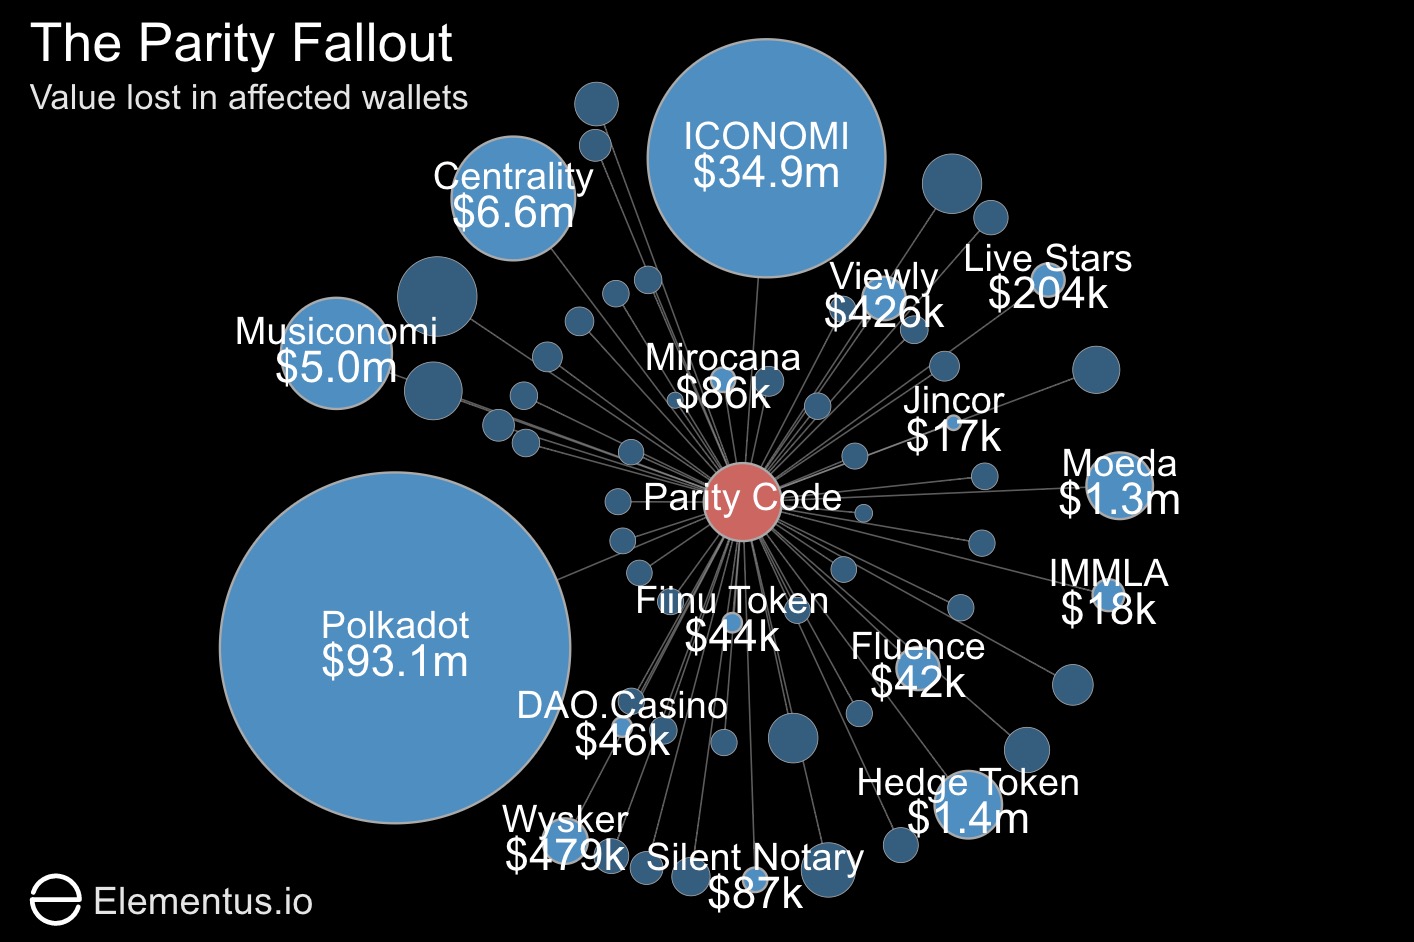 The Parity Fallout
Value lost in affected wallets
ICONOMI
$34.9m
Centrality
$6.6m
Live Stars
$204k
Viewly
$426k
Musiconomi
$5.0m
Mirocana
$86k
Jincor
$17k
Moeda
$1.3m
Parity Code
IMMLA
$18k
Fiinu Token
$44k
Polkadot
$93.1m
Fluence
$42k
DAO.Casino
$46k
Hedge Token
$1.4m
Wysker
$479k
Silent Notary
$87k
Elementus.io